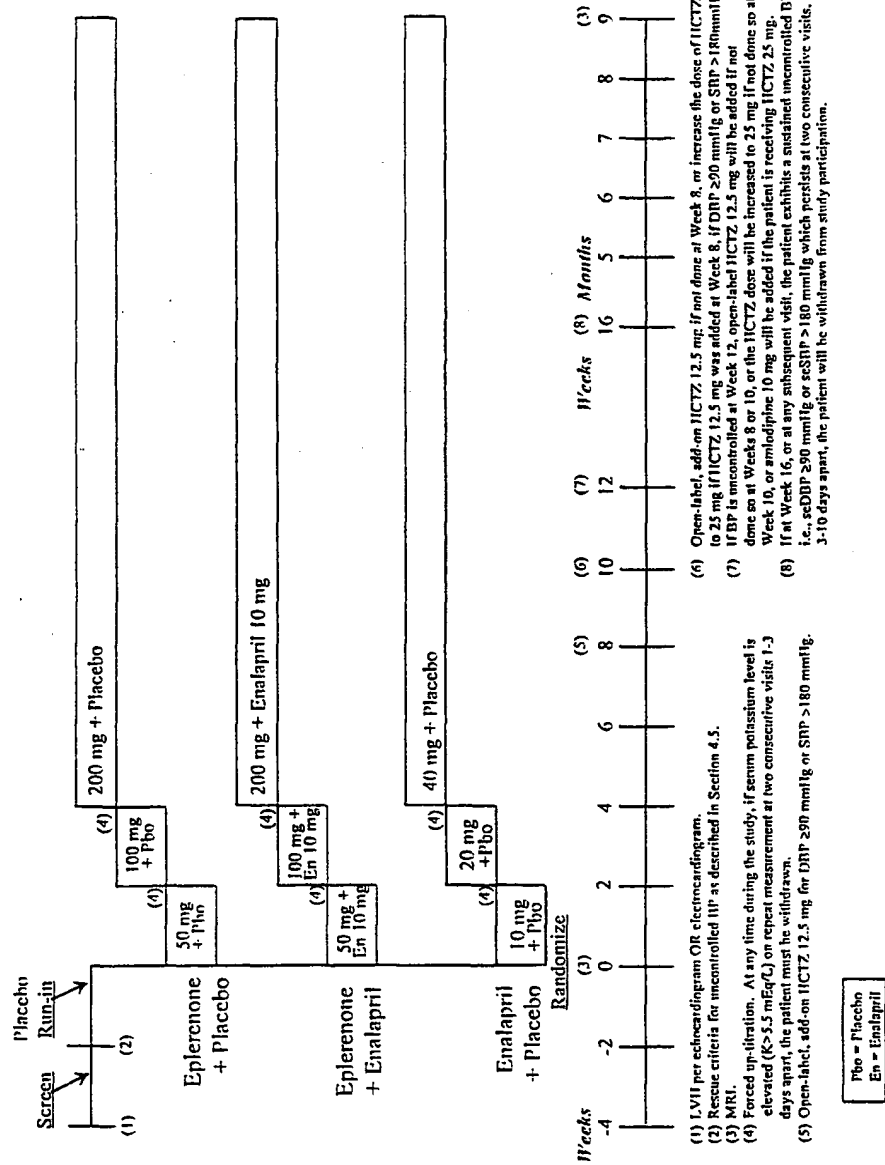 Screen
Placebo
Run-in
(1)
(2)
Eplerenone
+ Placebo
50 mg
+ Pbo
(4)
100 mg
+ Pbo
(4)
200 mg + Placebo
Eplerenone
+ Enalapril
50 mg +
En 10 mg
(4)
100 mg +
En 10 mg
(4)
200 mg + Enalapril 10 mg
Enalapril
+ Placebo
10 mg
+ Pbo
(4)
20 mg
+Pbo
(4)
40 mg + Placebo
Randomize
(3) (5) (6) (7) (8) (3)
Weeks Weeks Months
-4 -2 0 2 4 6 8 10 12 16 5 6 7 8 9
(1) LVH per echocardiogram OR electrocardiogram.
(2) Rescue criteria for uncontrolled BP as described in Section 4.5.
(3) MRI.
(4) Forced up-titration. At any time during the study, if serum potassium level is
elevated (K>5.5 mEq/L) on repeat measurement at two consecutive visits 1-3
days apart, the patient must be withdrawn.
(5) Open-label, add-on HCTZ 12.5 mg for DBP ≥90 mmHg or SBP >180 mmHg.
(6) Open-label, add-on HCTZ 12.5 mg if not done at Week 8, or increase the dose of HCTZ
to 25 mg if HCTZ 12.5 mg was added at Week 8, if DBP ≥90 mmHg or SBP >180mmH
(7) If BP is uncontrolled at Week 12, open-label HCTZ 12.5 mg will be added if not
done so at Weeks 8 or 10, or the HCTZ dose will be increased to 25 mg if not done so at
Week 10, or amlodipine 10 mg will be added if the patient is receiving HCTZ 25 mg.
(8) If at Week 16, or at any subsequent visit, the patient exhibits a sustained uncontrolled B
i.e., seDBP ≥90 mmHg or seSBP >180 mmHg which persists at two consecutive visits,
3-10 days apart, the patient will be withdrawn from study participation.
Pbo = Placebo
En = Enalapril